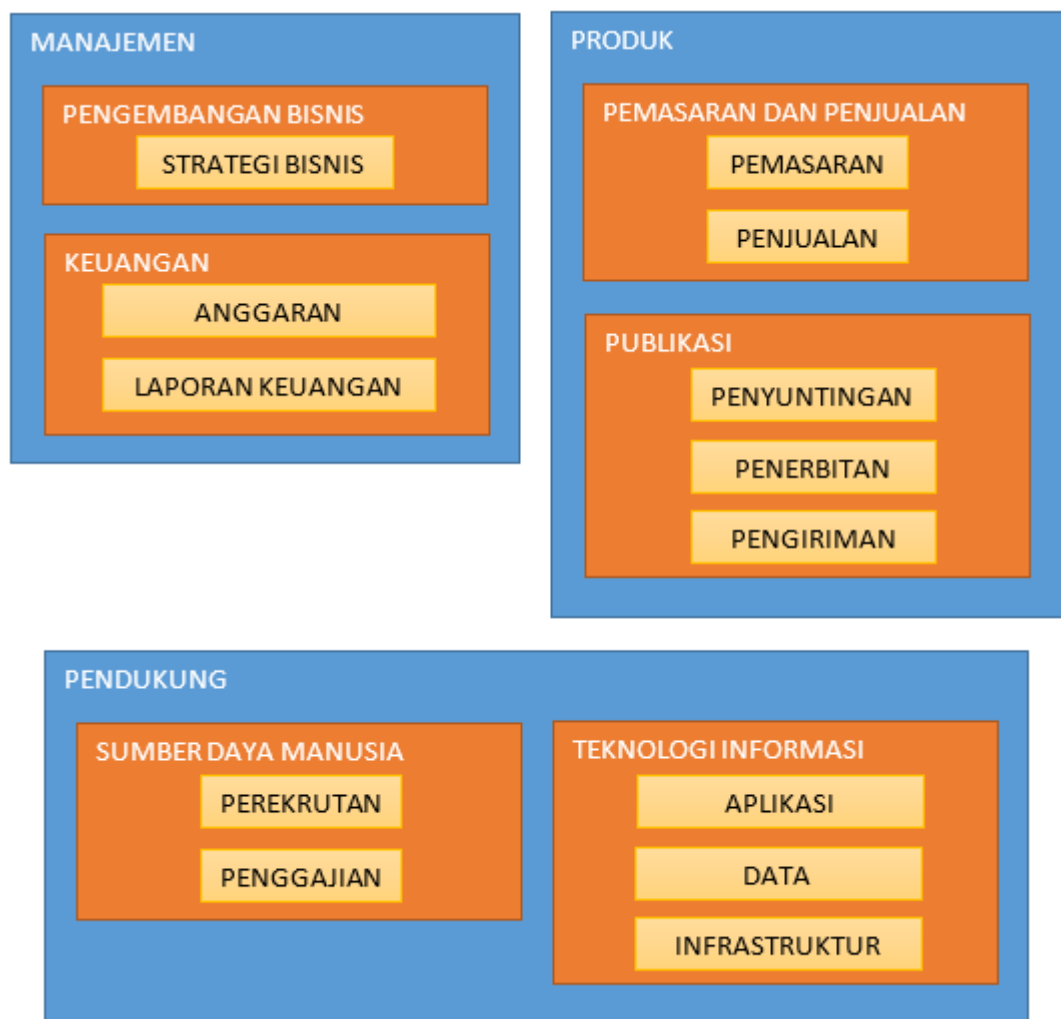 MANAJEMEN
PENGEMBANGAN BISNIS
STRATEGI BISNIS
KEUANGAN
ANGGARAN
LAPORAN KEUANGAN
PRODUK
PEMASARAN DAN PENJUALAN
PEMASARAN
PENJUALAN
PUBLIKASI
PENYUNTINGAN
PENERBITAN
PENGIRIMAN
PENDUKUNG
SUMBER DAYA MANUSIA
PEREKRUTAN
PENGGAJIAN
TEKNOLOGI INFORMASI
APLIKASI
DATA
INFRASTRUKTUR